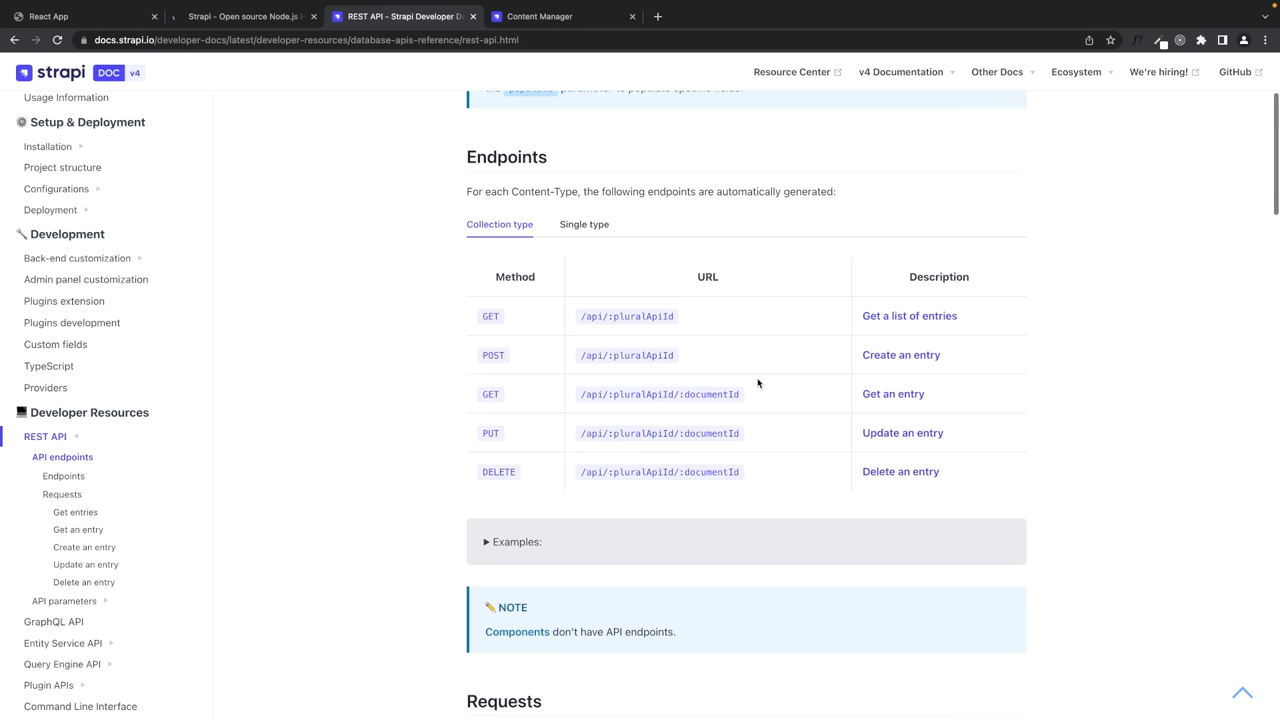 React App
Strapi - Open source Node.js H
REST API - Strapi Developer D
Content Manager
docs.strapi.io/developer-docs/latest/developer-resources/database-apis-reference/rest-api.html
strapi DOC v4
Resource Center v4 Documentation Other Docs Ecosystem We're hiring! GitHub
Usage Information
Setup & Deployment
Installation
Project structure
Configurations
Deployment
Development
Back-end customization
Admin panel customization
Plugins extension
Plugins development
Custom fields
TypeScript
Providers
Developer Resources
REST API
API endpoints
Endpoints
Requests
Get entries
Get an entry
Create an entry
Update an entry
Delete an entry
API parameters
GraphQL API
Entity Service API
Query Engine API
Plugin APIs
Command Line Interface
the populate parameter to populate specific fields.
Endpoints
For each Content-Type, the following endpoints are automatically generated:
Collection type Single type
Method URL Description
GET /api/:pluralApiId Get a list of entries
POST /api/:pluralApiId Create an entry
GET /api/:pluralApiId/:documentId Get an entry
PUT /api/:pluralApiId/:documentId Update an entry
DELETE /api/:pluralApiId/:documentId Delete an entry
Examples:
NOTE
Components don't have API endpoints.
Requests